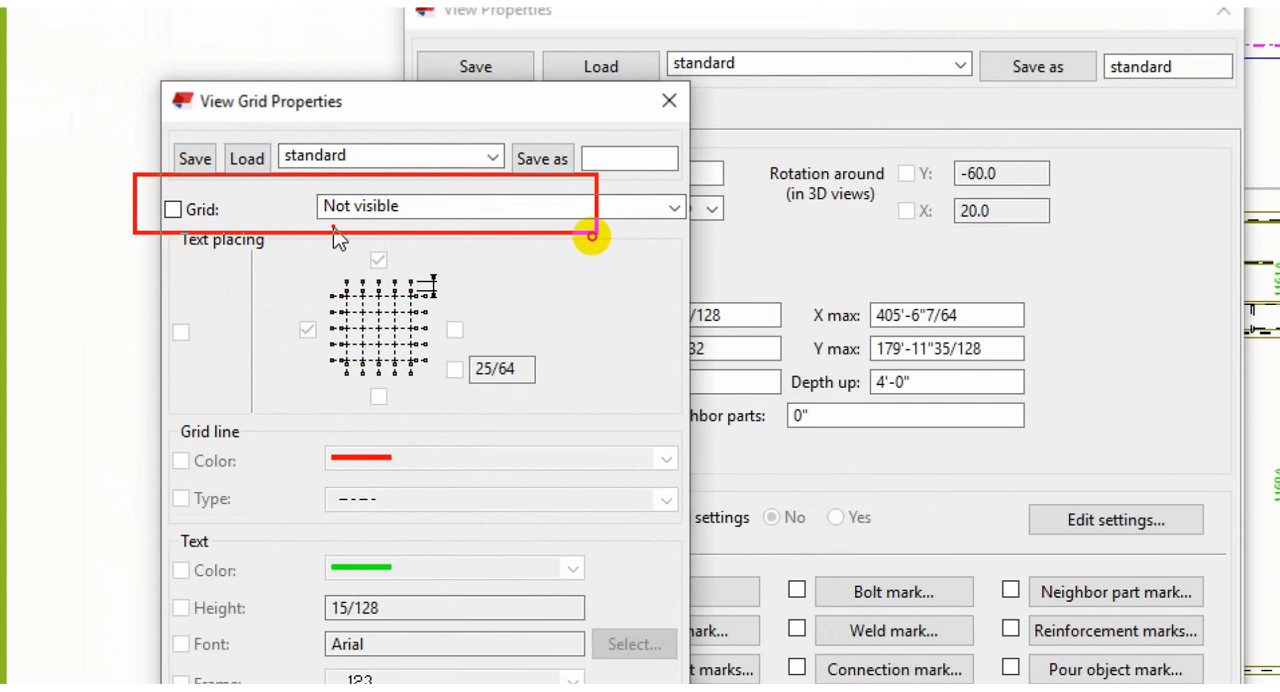 View Properties
Save
Load
standard
Save as
standard
View Grid Properties
Save
Load
standard
Save as
Grid:
Not visible
Text placing
25/64
Grid line
Color:
Type:
Text
Color:
Height:
15/128
Font:
Arial
Select...
Frame:
123
Rotation around
(in 3D views)
Y:
-60.0
X:
20.0
/128
X max:
405'-6"7/64
32
Y max:
179'-11"35/128
Depth up:
4'-0"
hbor parts:
0"
settings
No
Yes
Edit settings...
Bolt mark...
Neighbor part mark...
nark...
Weld mark...
Reinforcement marks...
t marks...
Connection mark...
Pour object mark...